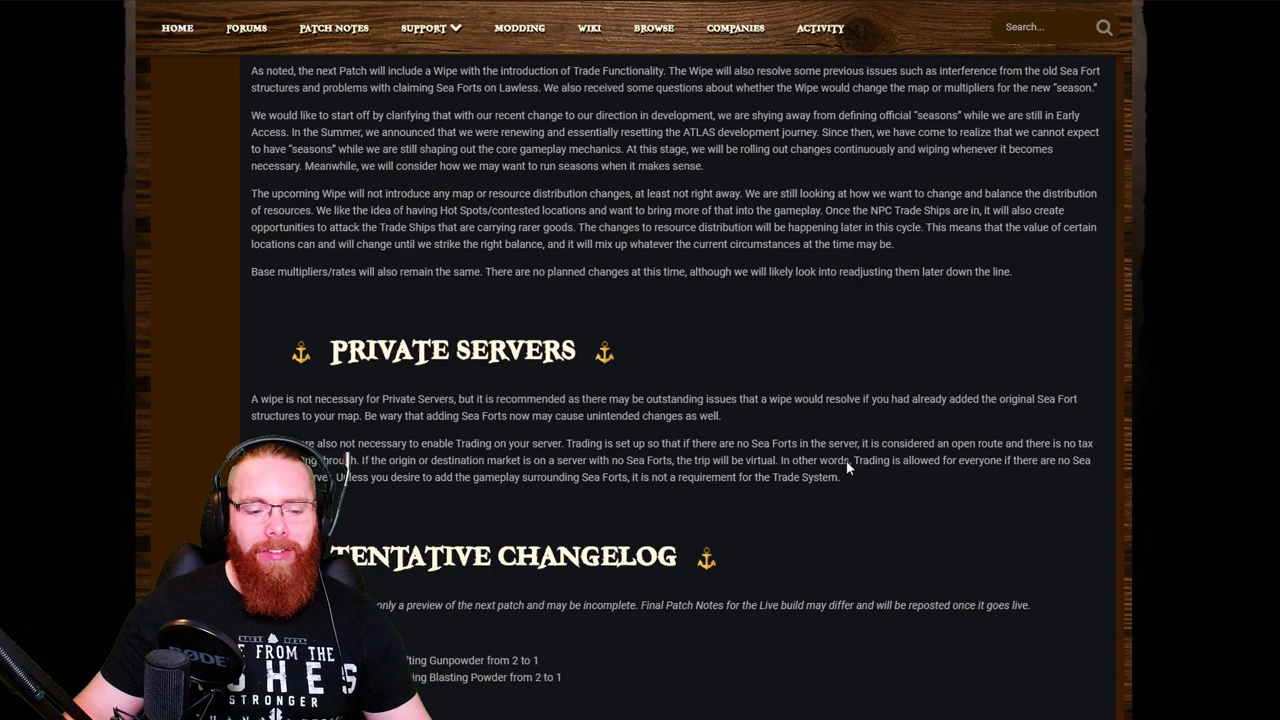 HOME FORUMS PATCH NOTES SUPPORT MODDING WIKI BROWSE COMPANIES ACTIVITY Search...
As noted, the next Patch will include a Wipe with the introduction of Trade Functionality. The Wipe will also resolve some previous issues such as interference from the old Sea Fort
structures and problems with claiming Sea Forts on Lawless. We also received some questions about whether the Wipe would change the map or multipliers for the new “season.”
We would like to start off by clarifying that with our recent change to our direction in development, we are shying away from defining official “seasons” while we are still in Early
Access. In the Summer, we announced that we were renewing and essentially resetting the ATLAS development journey. Since then, we have come to realize that we cannot expect
to have “seasons” while we are still shaping out the core gameplay mechanics. At this stage, we will be rolling out changes continuously and wiping whenever it becomes
necessary. Meanwhile, we will consider how we may want to run seasons when it makes sense.
The upcoming Wipe will not introduce any map or resource distribution changes, at least not right away. We are still looking at how we want to change and balance the distribution
of resources. We like the idea of having Hot Spots/contested locations and want to bring more of that into the gameplay. Once the NPC Trade Ships are in, it will also create
opportunities to attack the Trade Ships that are carrying rarer goods. The changes to resource distribution will be happening later in this cycle. This means that the value of certain
locations can and will change until we strike the right balance, and it will mix up whatever the current circumstances at the time may be.
Base multipliers/rates will also remain the same. There are no planned changes at this time, although we will likely look into readjusting them later down the line.
PRIVATE SERVERS
A wipe is not necessary for Private Servers, but it is recommended as there may be outstanding issues that a wipe would resolve if you had already added the original Sea Fort
structures to your map. Be wary that adding Sea Forts now may cause unintended changes as well.
also not necessary to enable Trading on your server. Trading is set up so that if there are no Sea Forts in the server, it is considered an open route and there is no tax
If the origin or destination market is on a server with no Sea Forts, the trip will be virtual. In other words, Trading is allowed for everyone if there are no Sea
you desire to add the gameplay surrounding Sea Forts, it is not a requirement for the Trade System.
TENTATIVE CHANGELOG
only a preview of the next patch and may be incomplete. Final Patch Notes for the Live build may differ and will be reposted once it goes live.
Gunpowder from 2 to 1
Blasting Powder from 2 to 1
RØDE
FROM THE
STRONGER